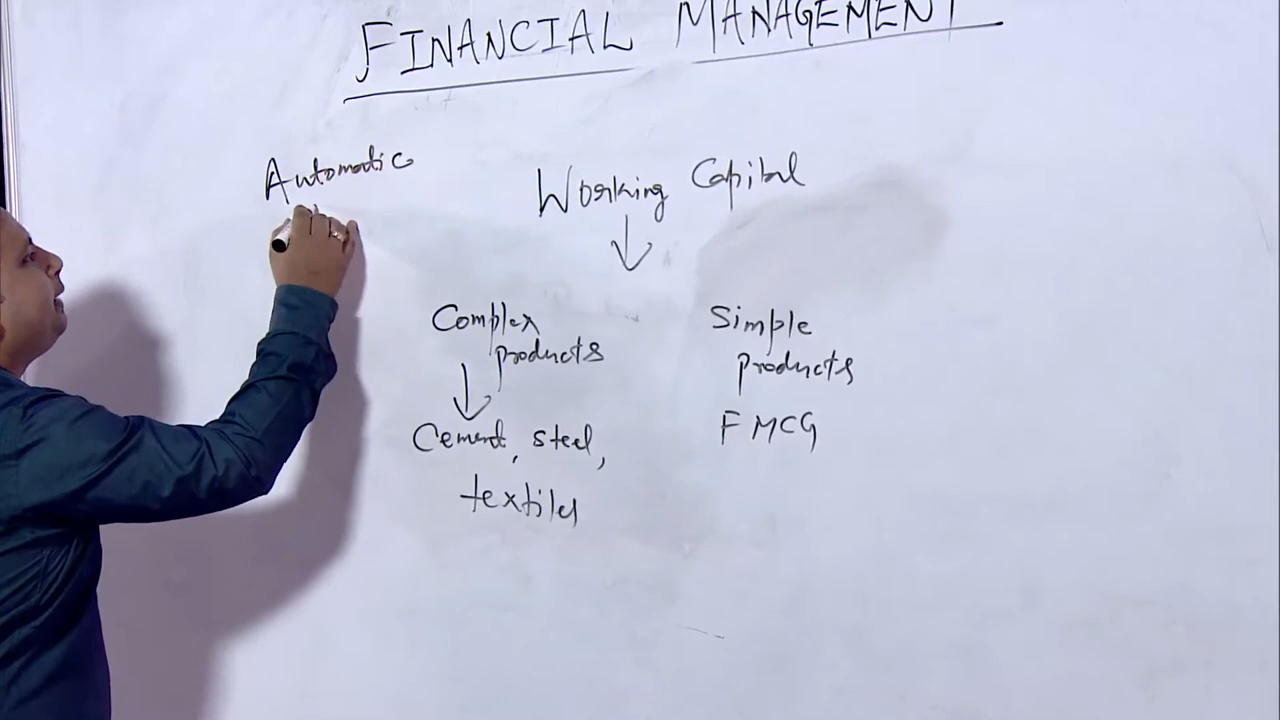 FINANCIAL MANAGEMENT
Automatic
Working Capital
Complex
products
Cement, steel,
textiles
Simple
products
FMCG